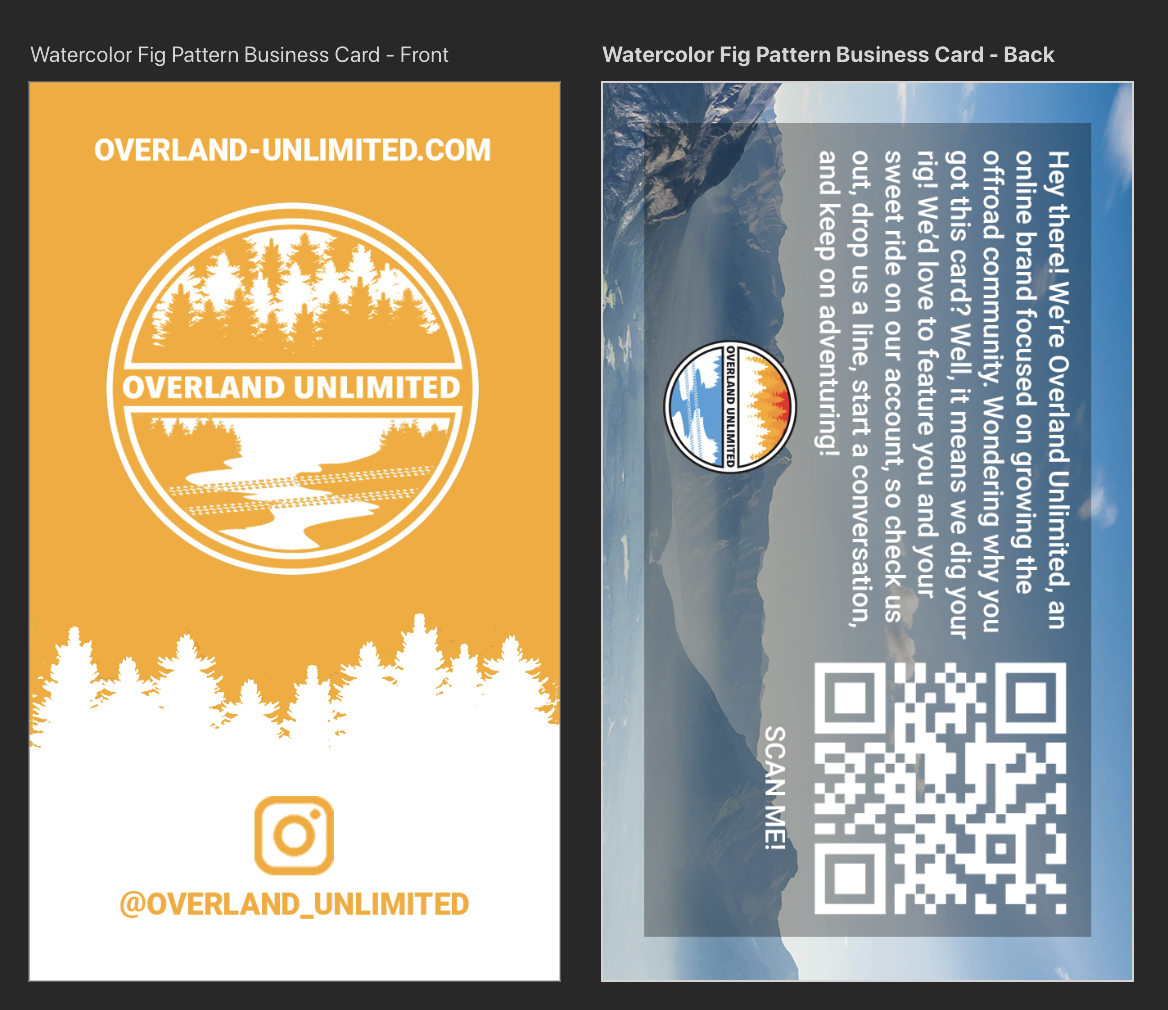 Watercolor Fig Pattern Business Card - Front
OVERLAND-UNLIMITED.COM
OVERLAND UNLIMITED
@OVERLAND_UNLIMITED
Watercolor Fig Pattern Business Card - Back
Hey there! We're Overland Unlimited, an
online brand focused on growing the
offroad community. Wondering why you
got this card? Well, it means we dig your
rig! We'd love to feature you and your
sweet ride on our account, so check us
out, drop us a line, start a conversation,
and keep on adventuring!
OVERLAND UNLIMITED
SCAN ME!